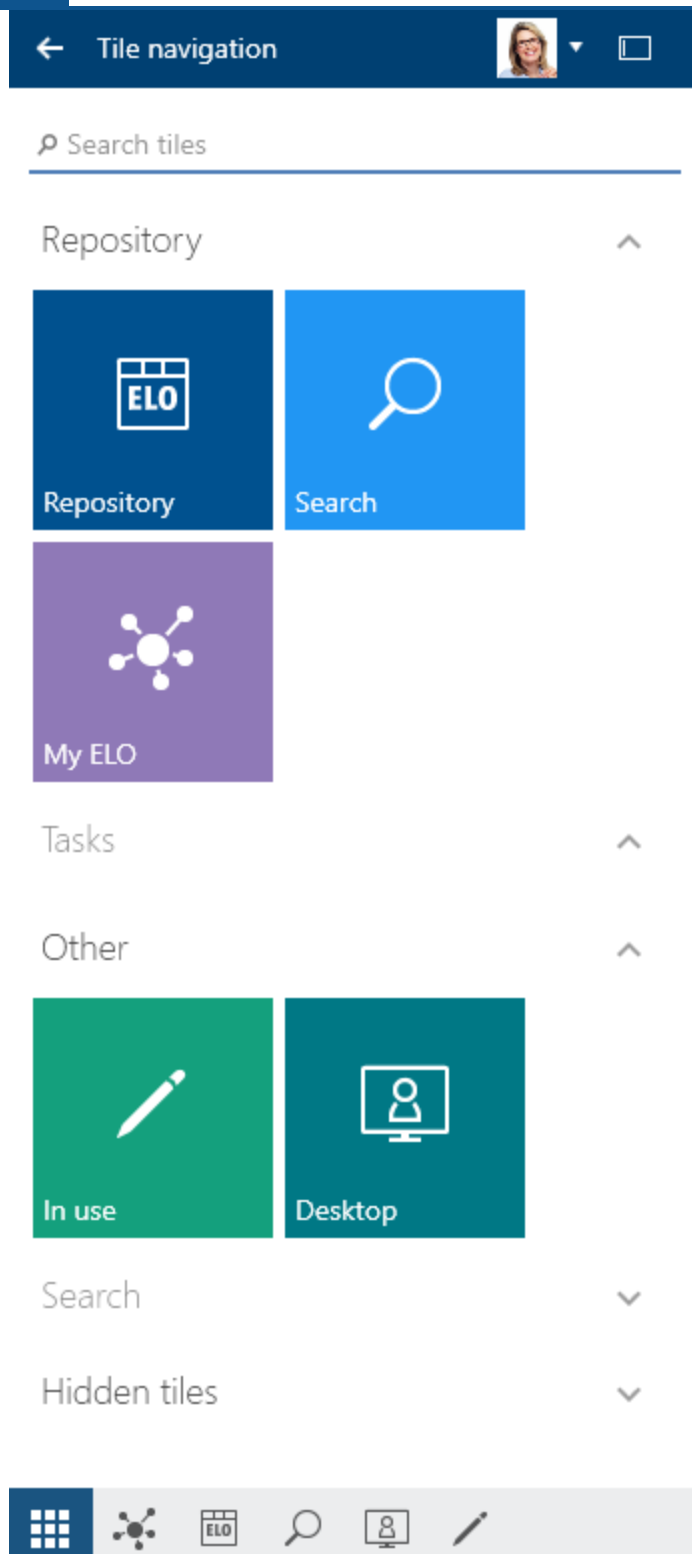 Tile navigation
Search tiles
Repository
ELO
Repository
Search
My ELO
Tasks
Other
In use
Desktop
Search
Hidden tiles
ELO